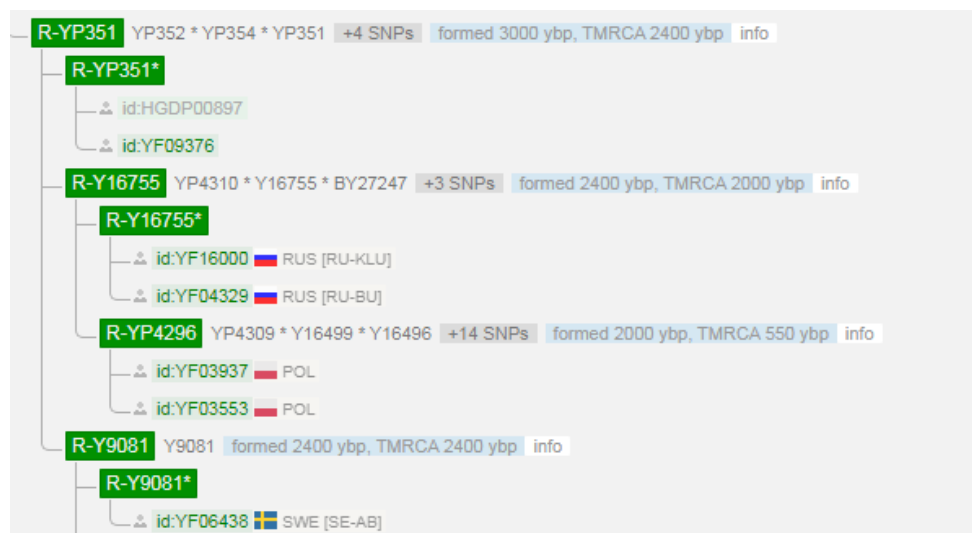 R-YP351 YP352 * YP354 * YP351 +4 SNPs formed 3000 ybp, TMRCA 2400 ybp info
R-YP351*
id:HGDP00897
id:YF09376
R-Y16755 YP4310 * Y16755 * BY27247 +3 SNPs formed 2400 ybp, TMRCA 2000 ybp info
R-Y16755*
id:YF16000 RUS [RU-KLU]
id:YF04329 RUS [RU-BU]
R-YP4296 YP4309 * Y16499 * Y16496 +14 SNPs formed 2000 ybp, TMRCA 550 ybp info
id:YF03937 POL
id:YF03553 POL
R-Y9081 Y9081 formed 2400 ybp, TMRCA 2400 ybp info
R-Y9081*
id:YF06438 SWE [SE-AB]